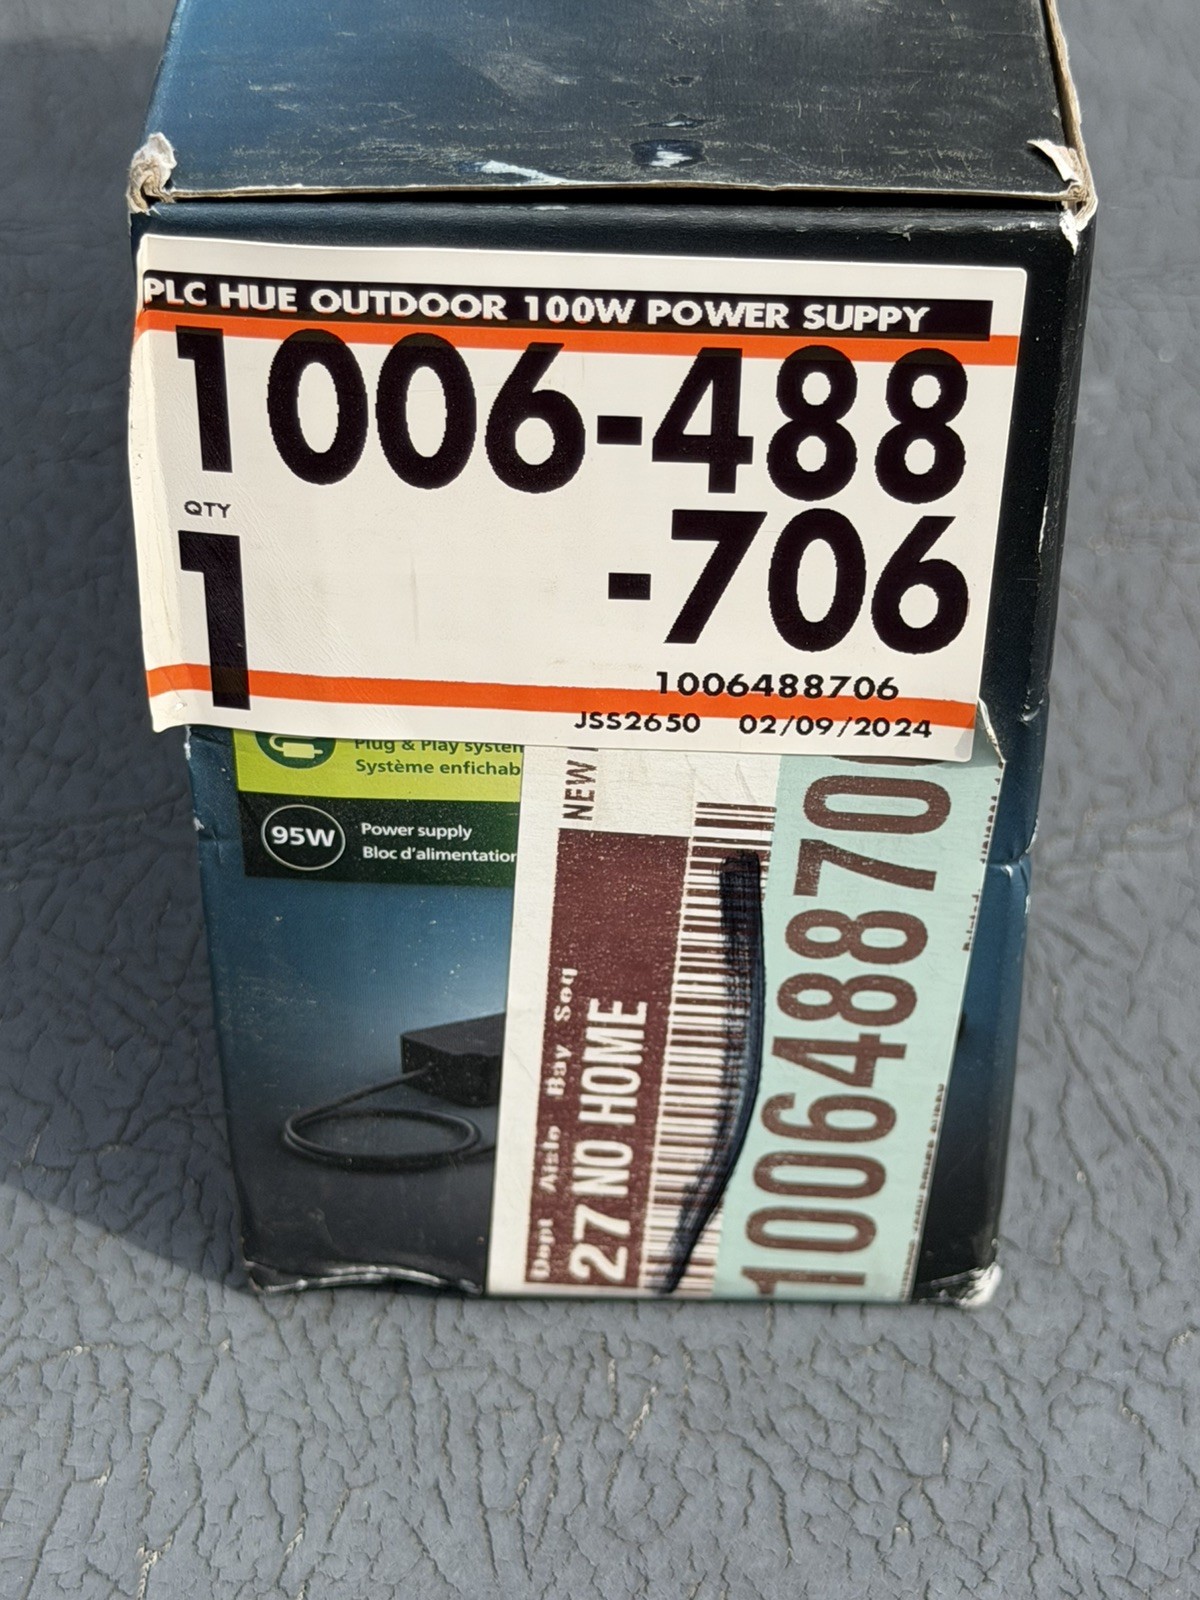 PLC HUE OUTDOOR 100W POWER SUPPY
1006-488
-706
QTY
1
1006488706
JSS2650 02/09/2024
Plug & Play system
Système enfichab
95W
Power supply
Bloc d'alimentation
NEW
Dept Aisle Bay Seq
27 NO HOME
100648870